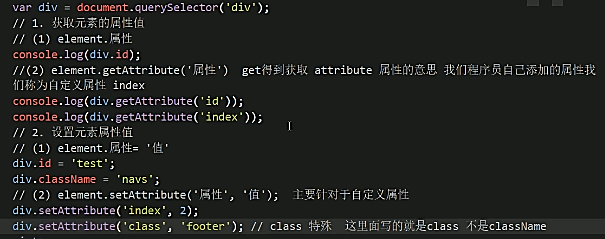 var div = document.querySelector('div');
// 1. 获取元素的属性值
// (1) element.属性
console.log(div.id);
//(2) element.getAttribute('属性')  get得到获取 attribute 属性的意思 我们程序员自己添加的属性我
们称为自定义属性 index
console.log(div.getAttribute('id'));
console.log(div.getAttribute('index'));
// 2. 设置元素属性值
// (1) element.属性= '值'
div.id = 'test';
div.className = 'navs';
// (2) element.setAttribute('属性', '值');  主要针对于自定义属性
div.setAttribute('index', 2);
div.setAttribute('class', 'footer'); // class 特殊  这里面写的就是class 不是className